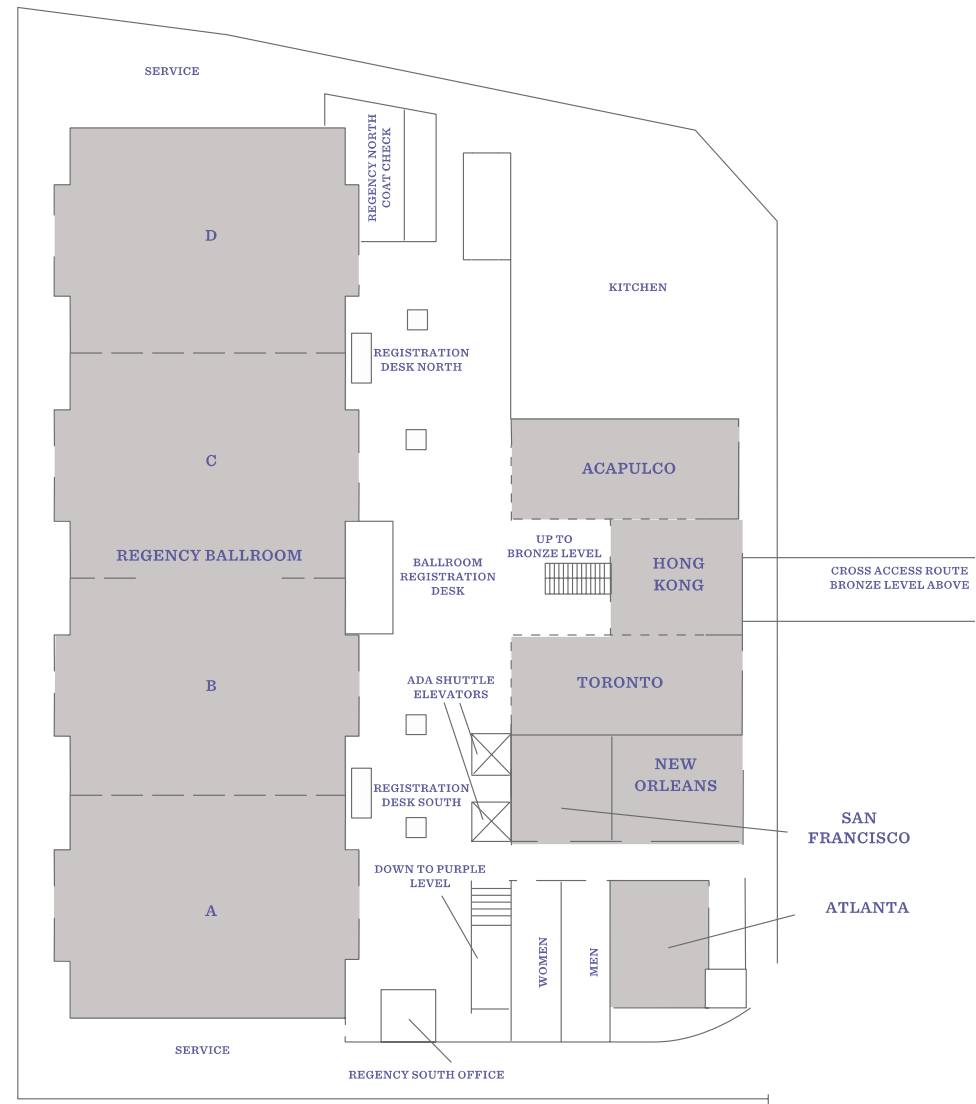 SERVICE
REGENCY NORTH
COAT CHECK
D
KITCHEN
REGISTRATION
DESK NORTH
C
ACAPULCO
REGENCY BALLROOM
BALLROOM
REGISTRATION
DESK
UP TO
BRONZE LEVEL
HONG
KONG
CROSS ACCESS ROUTE
BRONZE LEVEL ABOVE
B
ADA SHUTTLE
ELEVATORS
TORONTO
REGISTRATION
DESK SOUTH
NEW
ORLEANS
SAN
FRANCISCO
DOWN TO PURPLE
LEVEL
A
WOMEN
MEN
ATLANTA
SERVICE
REGENCY SOUTH OFFICE